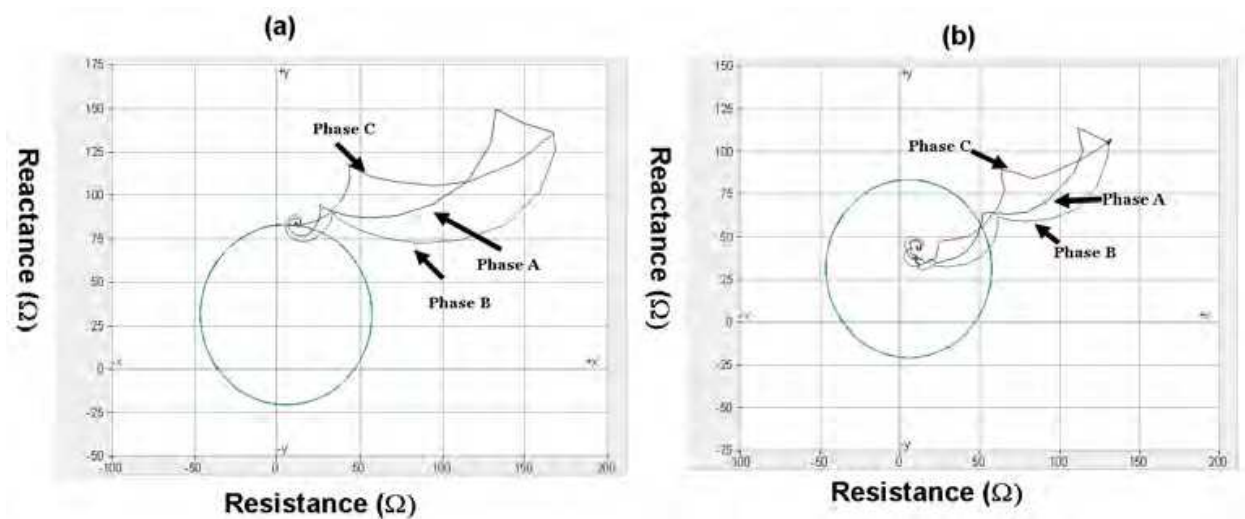 (a)
175
+y
150
125
100
75
50
25
0
-25
-50
-x
+x
-y
-100
-50
0
50
100
150
200
Phase C
Phase A
Phase B
Reactance (Ω)
Resistance (Ω)
(b)
150
+y
125
100
75
50
25
0
-25
-50
-75
-y
-100
-50
0
50
100
150
200
Phase C
Phase A
Phase B
Reactance (Ω)
Resistance (Ω)